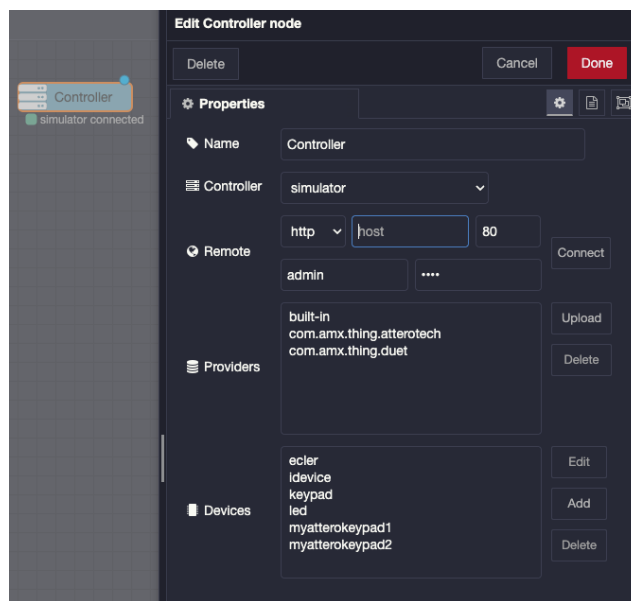 Edit Controller node
Delete
Cancel
Done
Controller
simulator connected
Properties
Name
Controller
Controller
simulator
Remote
http
host
80
Connect
admin
••••
Providers
built-in
com.amx.thing.atterotech
com.amx.thing.duet
Upload
Delete
Devices
ecler
idevice
keypad
led
myatterokeypad1
myatterokeypad2
Edit
Add
Delete